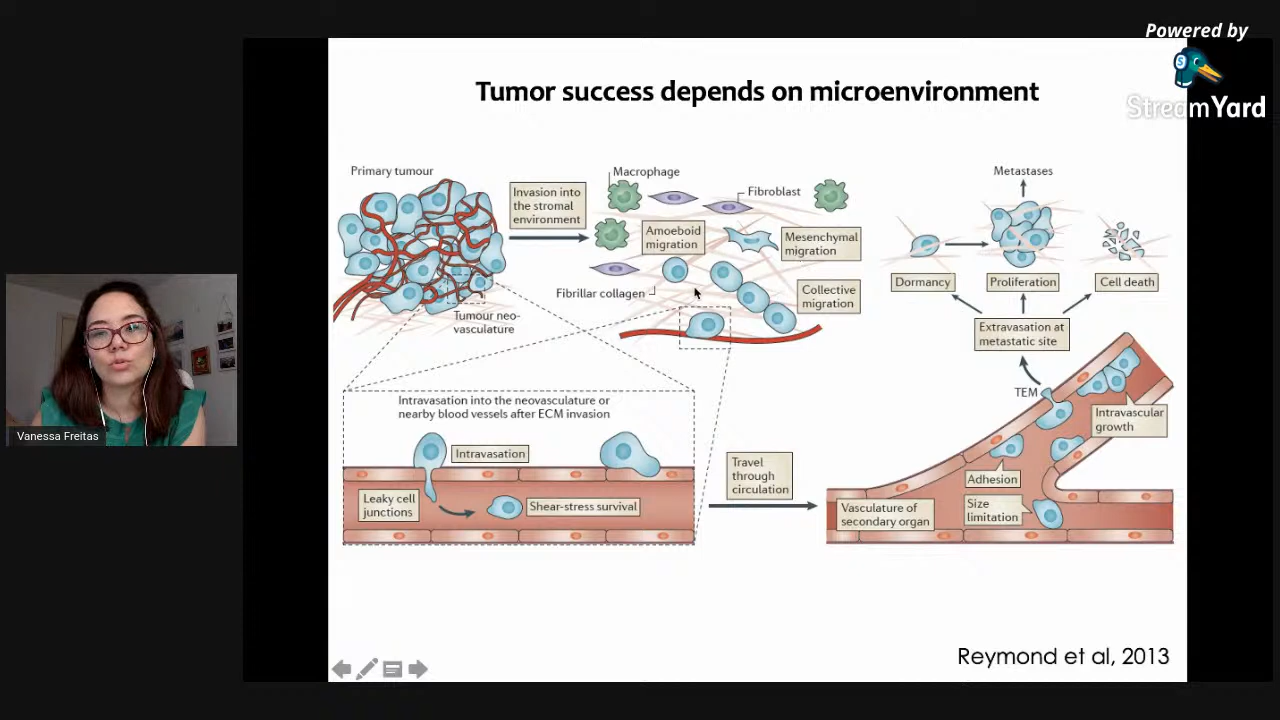 Powered by
StreamYard
Tumor success depends on microenvironment
Primary tumour
Invasion into
the stromal
environment
Macrophage
Fibroblast
Amoeboid
migration
Mesenchymal
migration
Fibrillar collagen
Collective
migration
Tumour neo-
vasculature
Metastases
Dormancy
Proliferation
Cell death
Extravasation at
metastatic site
TEM
Intravascular
growth
Adhesion
Size
limitation
Vasculature of
secondary organ
Intravasation into the neovasculature or
nearby blood vessels after ECM invasion
Intravasation
Leaky cell
junctions
Shear-stress survival
Travel
through
circulation
Vanessa Freitas
Reymond et al, 2013